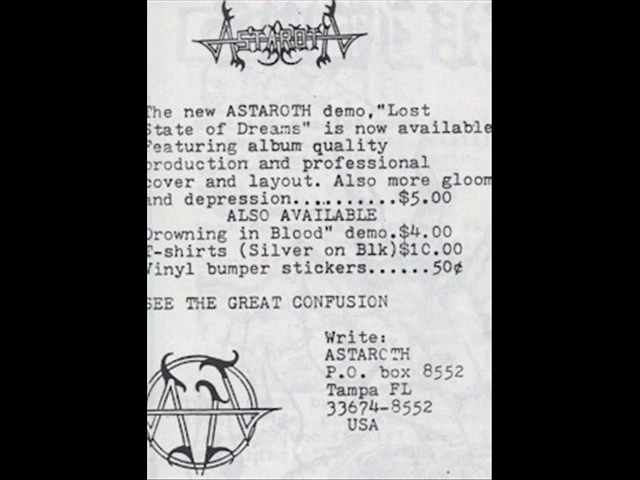 ASTAROTH
The new ASTAROTH demo,"Lost
State of Dreams" is now available
Featuring album quality
production and professional
cover and layout. Also more gloom
and depression..........$5.00
ALSO AVAILABLE
Drowning in Blood" demo.$4.00
T-shirts (Silver on Blk)$10.00
Vinyl bumper stickers......50¢
SEE THE GREAT CONFUSION
Write:
ASTAROTH
P.O. box 8552
Tampa FL
33674-8552
USA